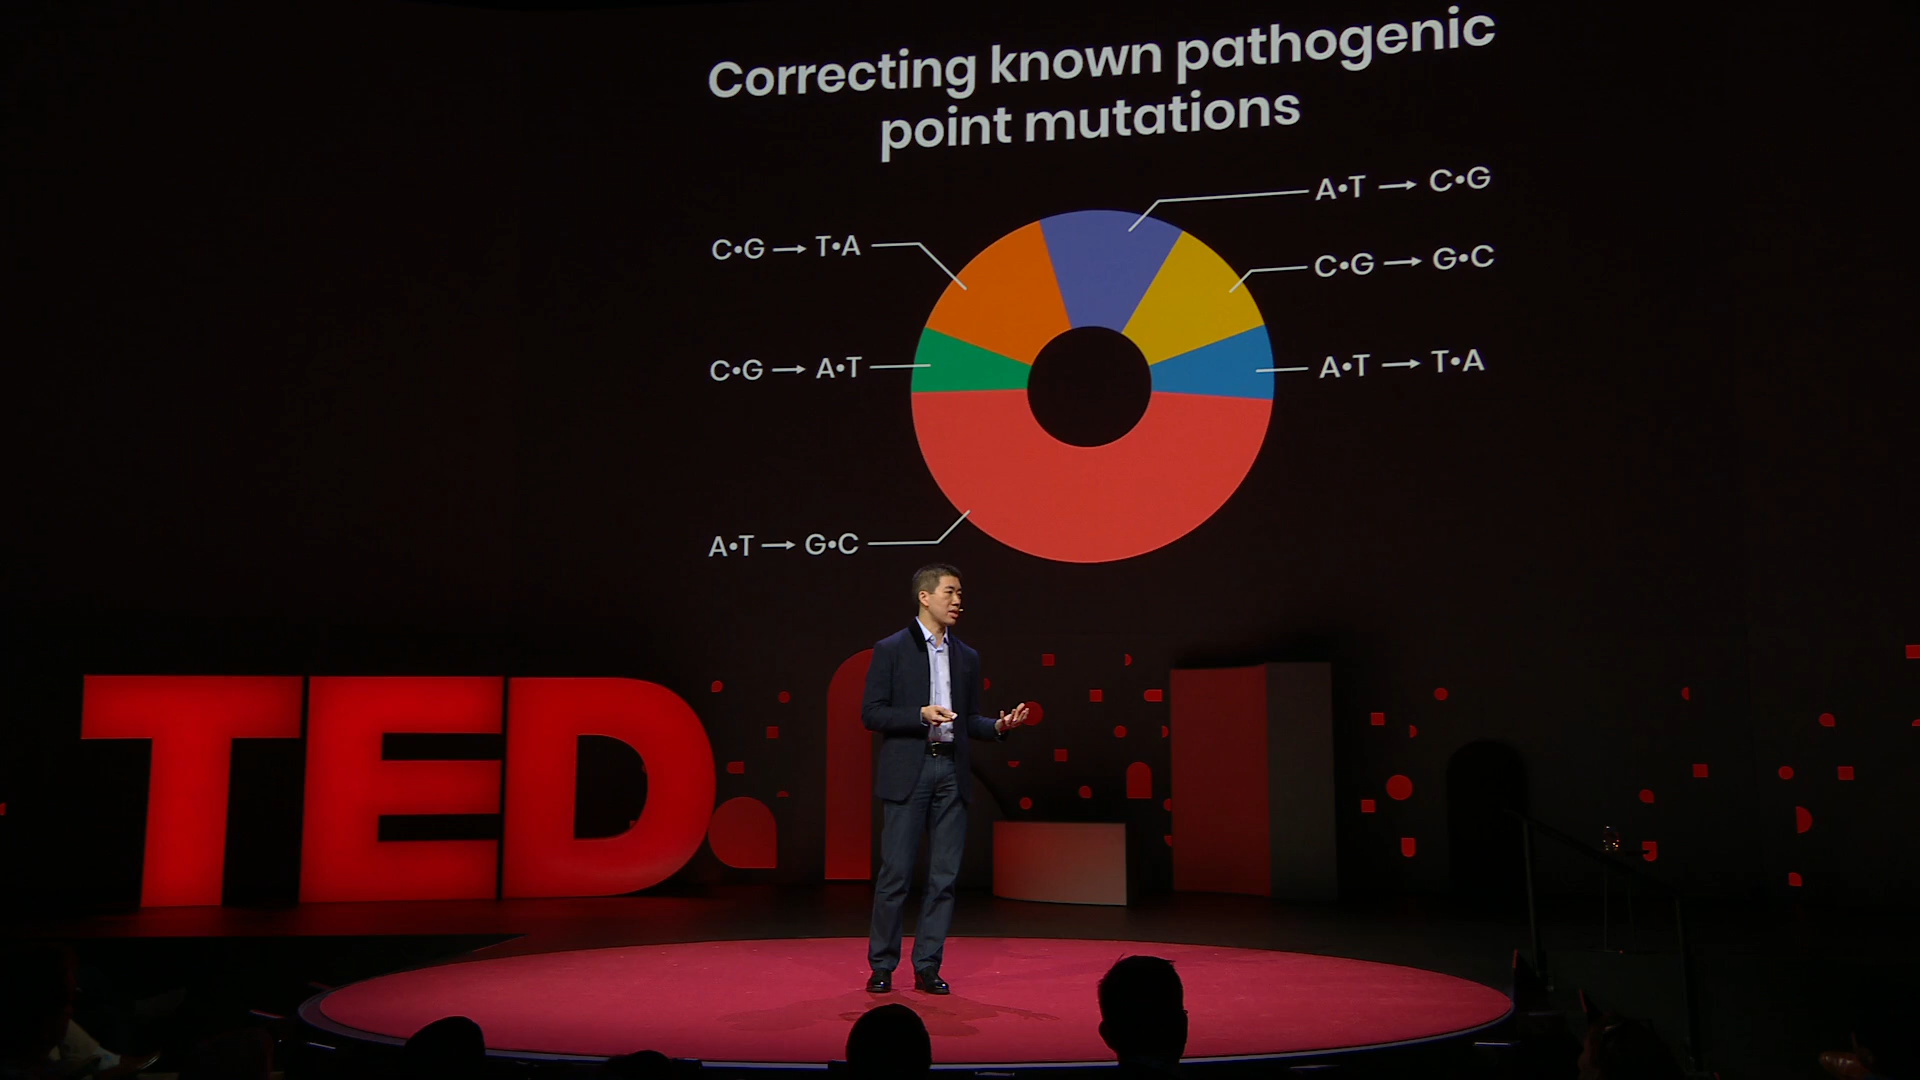 Correcting known pathogenic
point mutations
A•T → C•G
C•G → T•A
C•G → G•C
C•G → A•T
A•T → T•A
A•T → G•C
TED